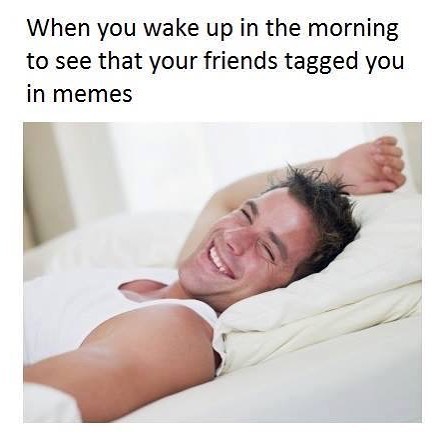 When you wake up in the morning
to see that your friends tagged you
in memes